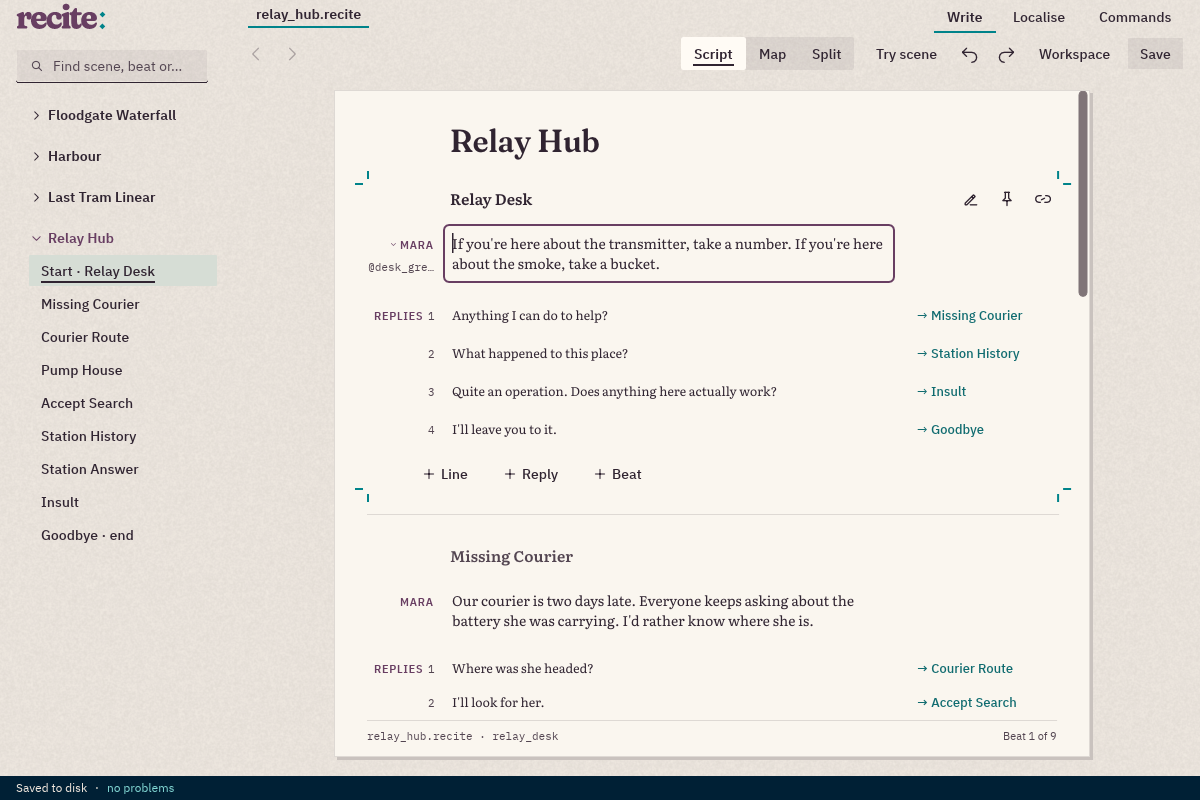 recite:
relay_hub.recite
Write
Localise
Commands
Find scene, beat or...
Script
Map
Split
Try scene
Workspace
Save
Floodgate Waterfall
Harbour
Last Tram Linear
Relay Hub
Start · Relay Desk
Missing Courier
Courier Route
Pump House
Accept Search
Station History
Station Answer
Insult
Goodbye · end
Relay Hub
Relay Desk
MARA
@desk_gre…
If you're here about the transmitter, take a number. If you're here
about the smoke, take a bucket.
REPLIES 1 Anything I can do to help? → Missing Courier
2 What happened to this place? → Station History
3 Quite an operation. Does anything here actually work? → Insult
4 I'll leave you to it. → Goodbye
+ Line + Reply + Beat
Missing Courier
MARA
Our courier is two days late. Everyone keeps asking about the
battery she was carrying. I'd rather know where she is.
REPLIES 1 Where was she headed? → Courier Route
2 I'll look for her. → Accept Search
relay_hub.recite · relay_desk
Beat 1 of 9
Saved to disk · no problems